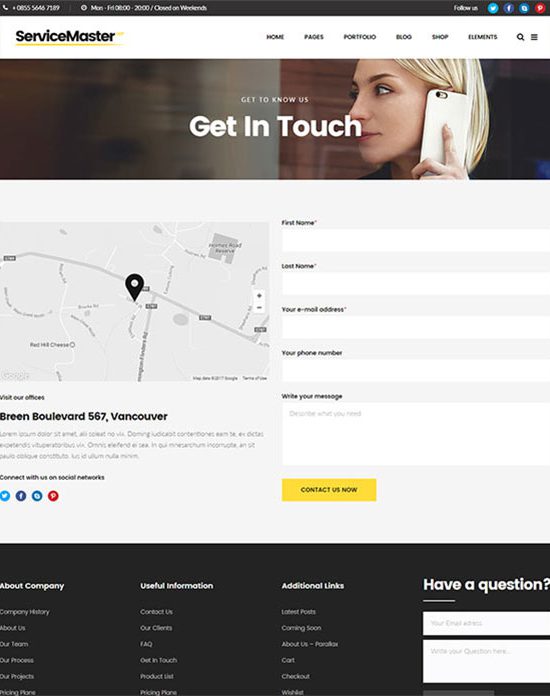 + 0855 5646 7189
Mon - Fri 08:00 - 20:00 / Closed on Weekends
Follow us
ServiceMaster
HOME PAGES PORTFOLIO BLOG SHOP ELEMENTS
GET TO KNOW US
Get In Touch
Holmes Road
Reserve
Red Hill Cheese
Google
Map data ©2017 Google
Terms of Use
Visit our offices
Breen Boulevard 567, Vancouver
Lorem ipsum dolor sit amet, alii soleat no vix. Doming iudicabit contentiones eam te, ex dictas
expetendis vituperatoribus vix. Omnis eleifend ei sea. In qui mnesarchum incorrupte, an sit
paulo oblique constituto. Ius id ullum nulla minim.
Connect with us on social networks
First Name*
Last Name*
Your e-mail address*
Your phone number
Write your message
Describe what you need
CONTACT US NOW
About Company
Company History
About Us
Our Team
Our Process
Our Projects
Pricing Plans
Useful Information
Contact Us
Our Clients
FAQ
Get In Touch
Product List
Pricing Plans
Additional Links
Latest Posts
Coming Soon
About Us – Parallax
Cart
Checkout
Wishlist
Have a question?
Your Email adress
Write your Question here...